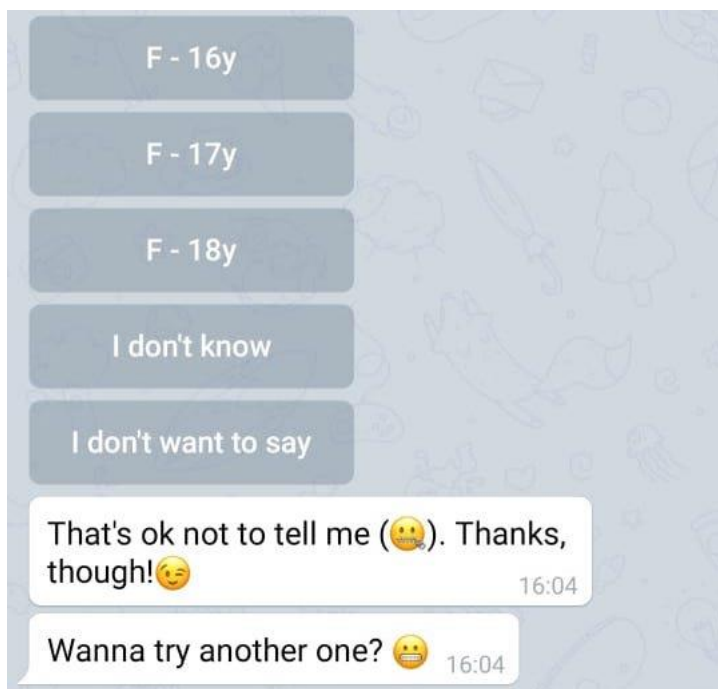 F - 16y
F - 17y
F - 18y
I don't know
I don't want to say
That's ok not to tell me (🤐). Thanks,
though!😉
16:04
Wanna try another one? 😬
16:04